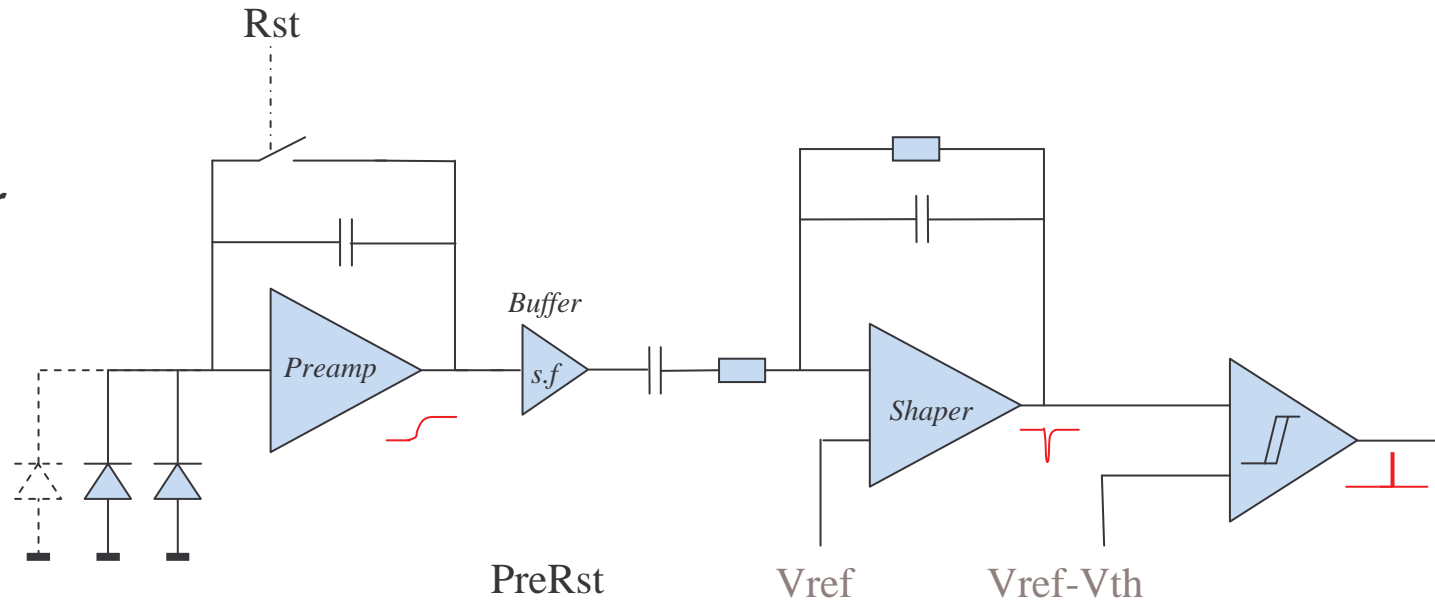 Rst
Buffer
Preamp
s.f
Shaper
PreRst
Vref
Vref-Vth